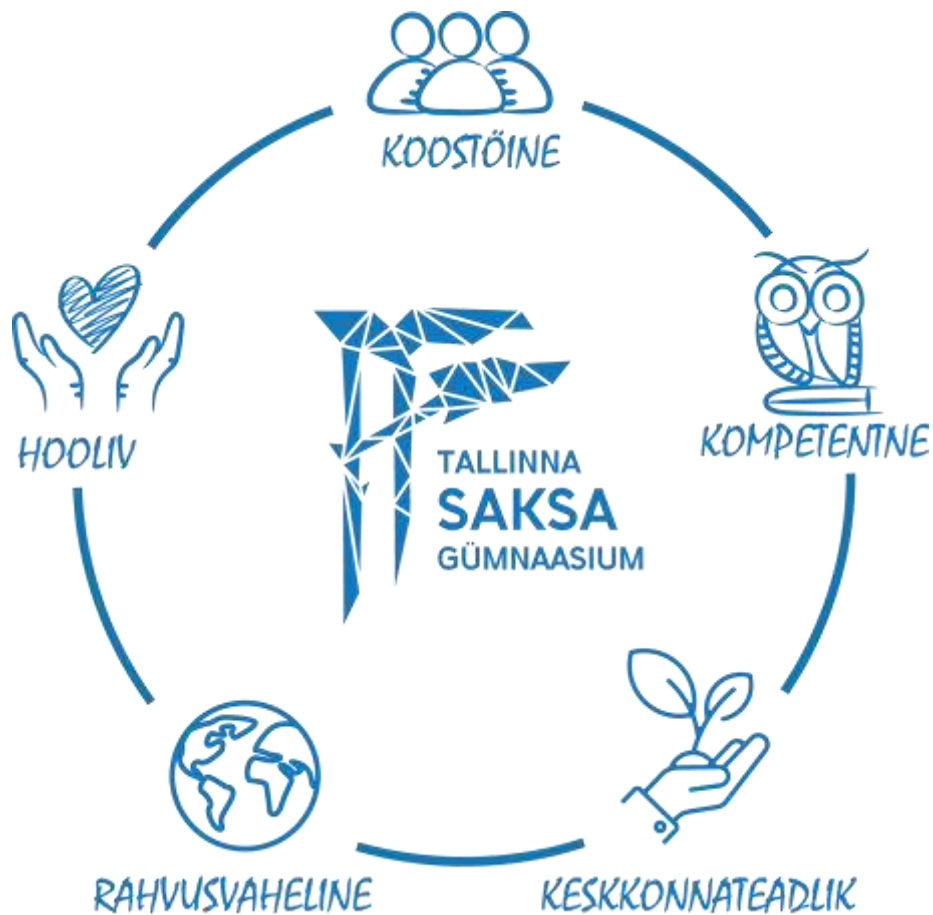 KOOSTÖINE
HOOLIV
KOMPETENTNE
TALLINNA
SAKSA
GÜMNAASIUM
RAHVUSVAHELINE
KESKKONNATEADLIK